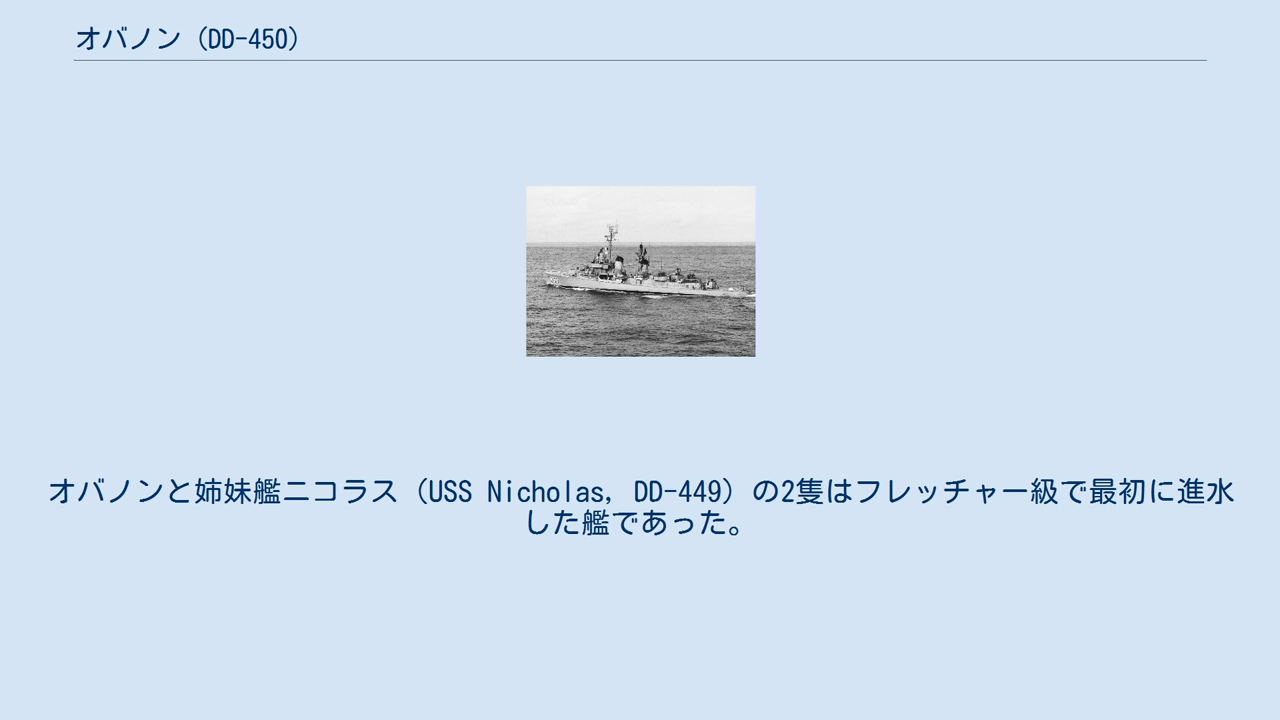 オバノン (DD-450)
オバノンと姉妹艦ニコラス (USS Nicholas, DD-449) の2隻はフレッチャー級で最初に進水
した艦であった。